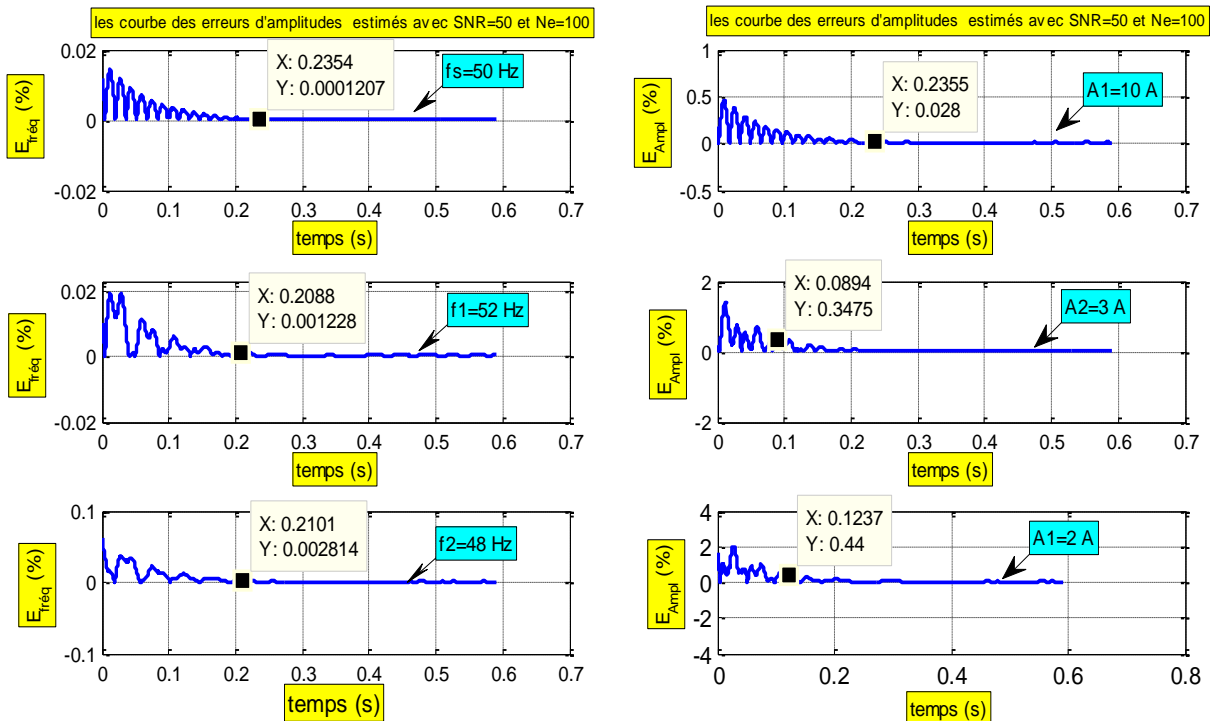 les courbe des erreurs d'amplitudes estimés avec SNR=50 et Ne=100
0.02
0
-0.02
E fréq (%)
X: 0.2354
Y: 0.0001207
fs=50 Hz
0 0.1 0.2 0.3 0.4 0.5 0.6 0.7
temps (s)
0.02
0
-0.02
E fréq (%)
X: 0.2088
Y: 0.001228
f1=52 Hz
0 0.1 0.2 0.3 0.4 0.5 0.6 0.7
temps (s)
0.1
0
-0.1
E fréq (%)
X: 0.2101
Y: 0.002814
f2=48 Hz
0 0.1 0.2 0.3 0.4 0.5 0.6 0.7
temps (s)
les courbe des erreurs d'amplitudes estimés avec SNR=50 et Ne=100
1
0.5
0
-0.5
E Ampl (%)
X: 0.2355
Y: 0.028
A1=10 A
0 0.1 0.2 0.3 0.4 0.5 0.6 0.7
temps (s)
2
0
-2
E Ampl (%)
X: 0.0894
Y: 0.3475
A2=3 A
0 0.1 0.2 0.3 0.4 0.5 0.6 0.7
temps (s)
4
2
0
-2
-4
E Ampl (%)
X: 0.1237
Y: 0.44
A1=2 A
0 0.2 0.4 0.6 0.8
temps (s)